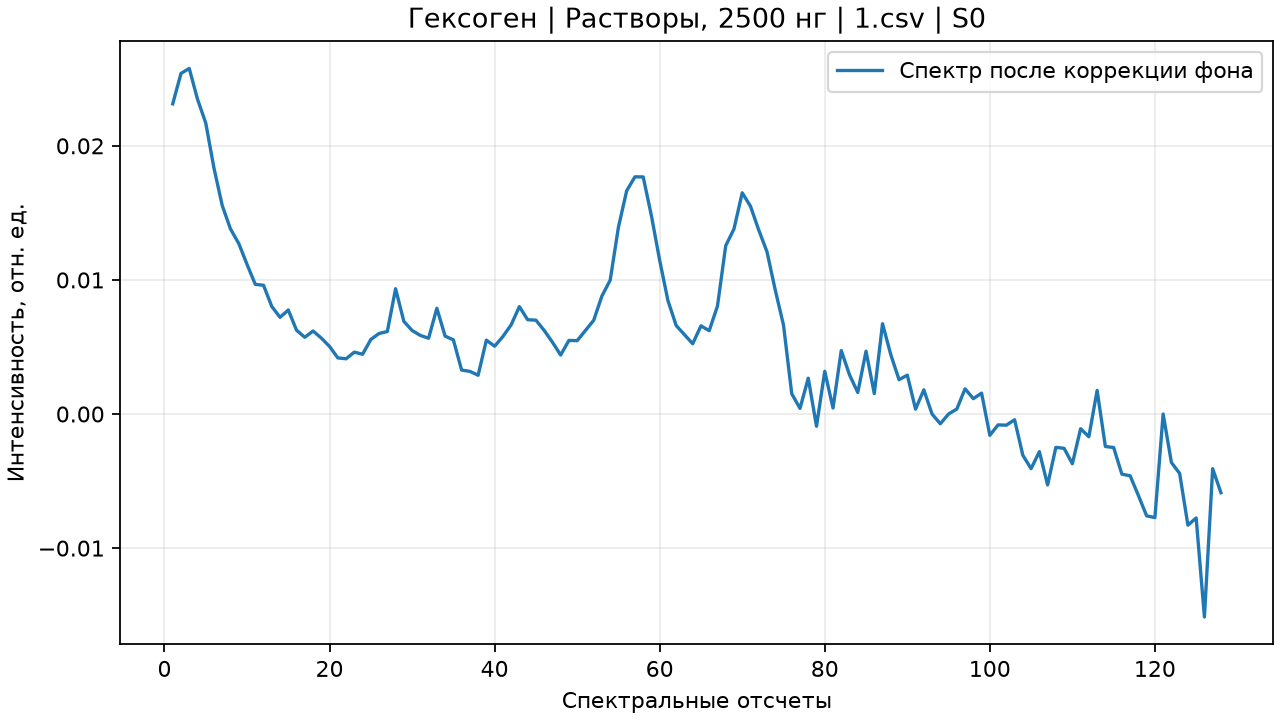 Гексоген | Растворы, 2500 нг | 1.csv | S0
Спектр после коррекции фона
Интенсивность, отн. ед.
0.02
0.01
0.00
−0.01
0 20 40 60 80 100 120
Спектральные отсчеты